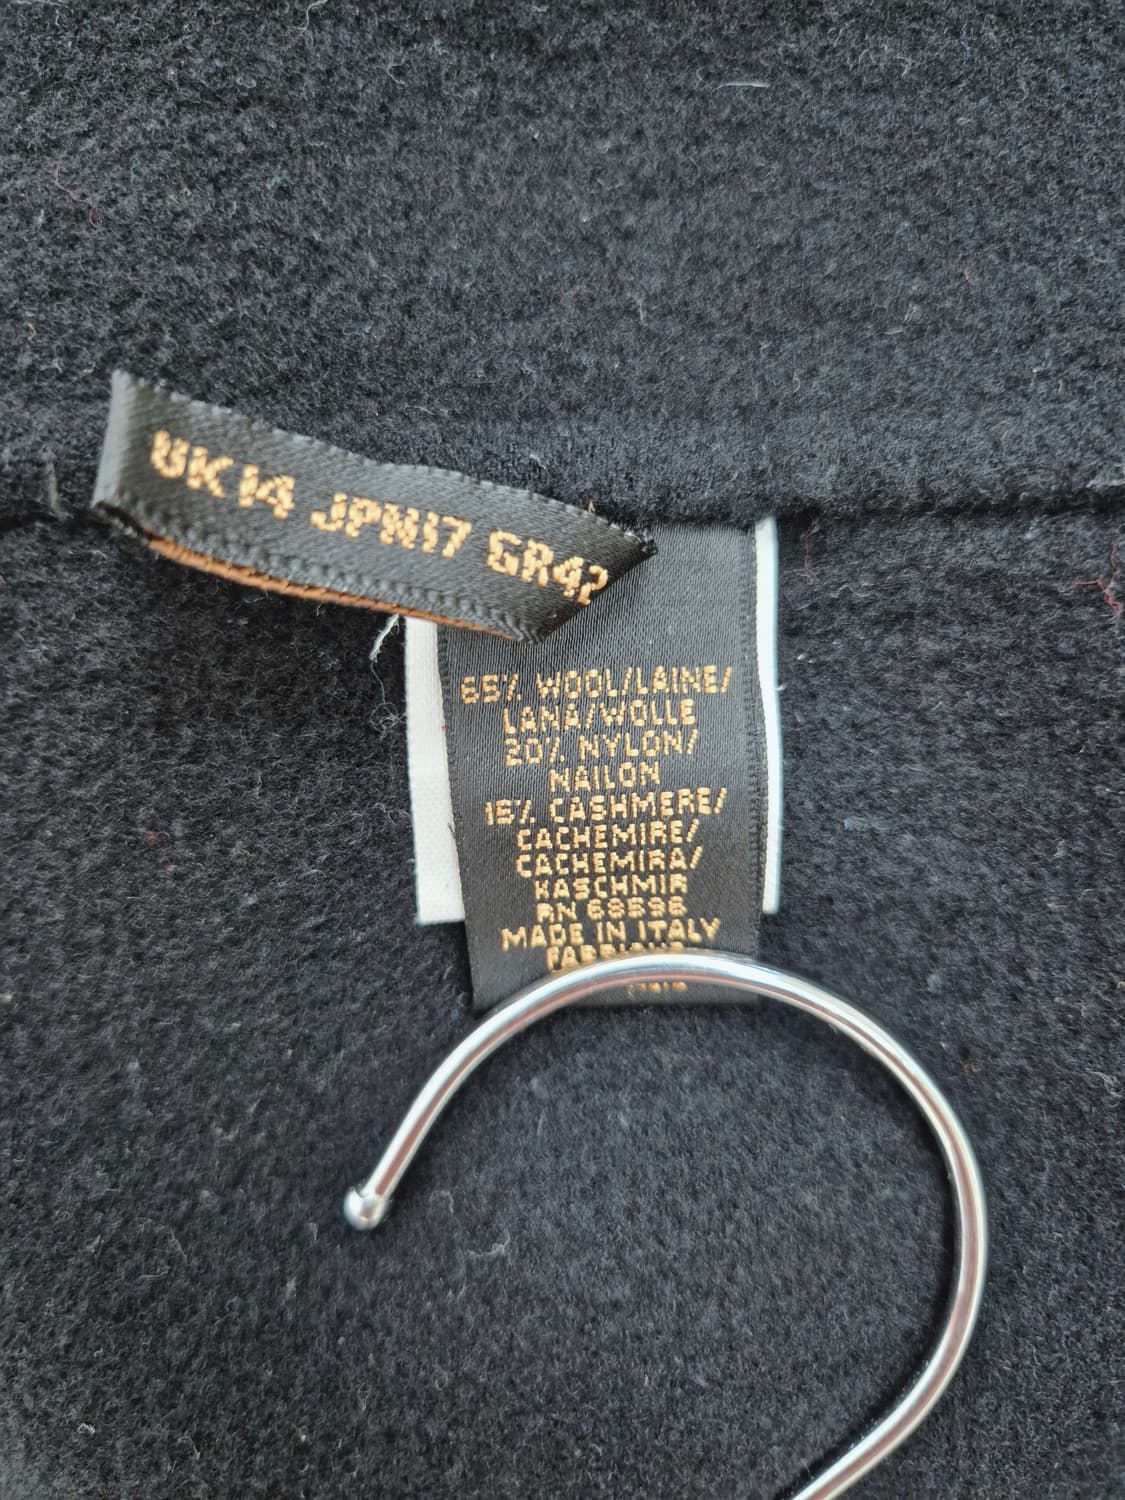 UK14 JPN17 GR42
65% WOOL/LAINE/
LANA/WOLLE
20% NYLON/
NAILON
15% CASHMERE/
CACHEMIRE/
CACHEMIRA/
KASCHMIR
RN 68586
MADE IN ITALY